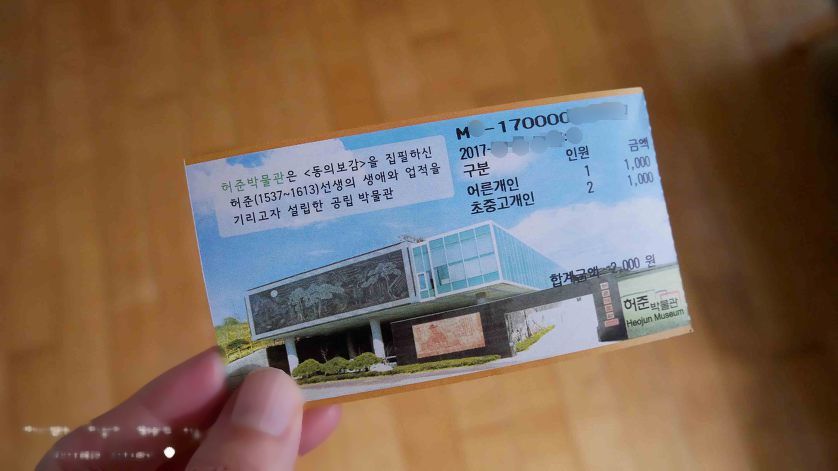 허준박물관은 <동의보감>을 집필하신
허준(1537~1613)선생의 생애와 업적을
기리고자 설립한 공립 박물관
-170000
2017-
구분 인원 금액
어른개인 1 1,000
초중고개인 2 1,000
합계금액 2,000 원
허준박물관
Heojun Museum